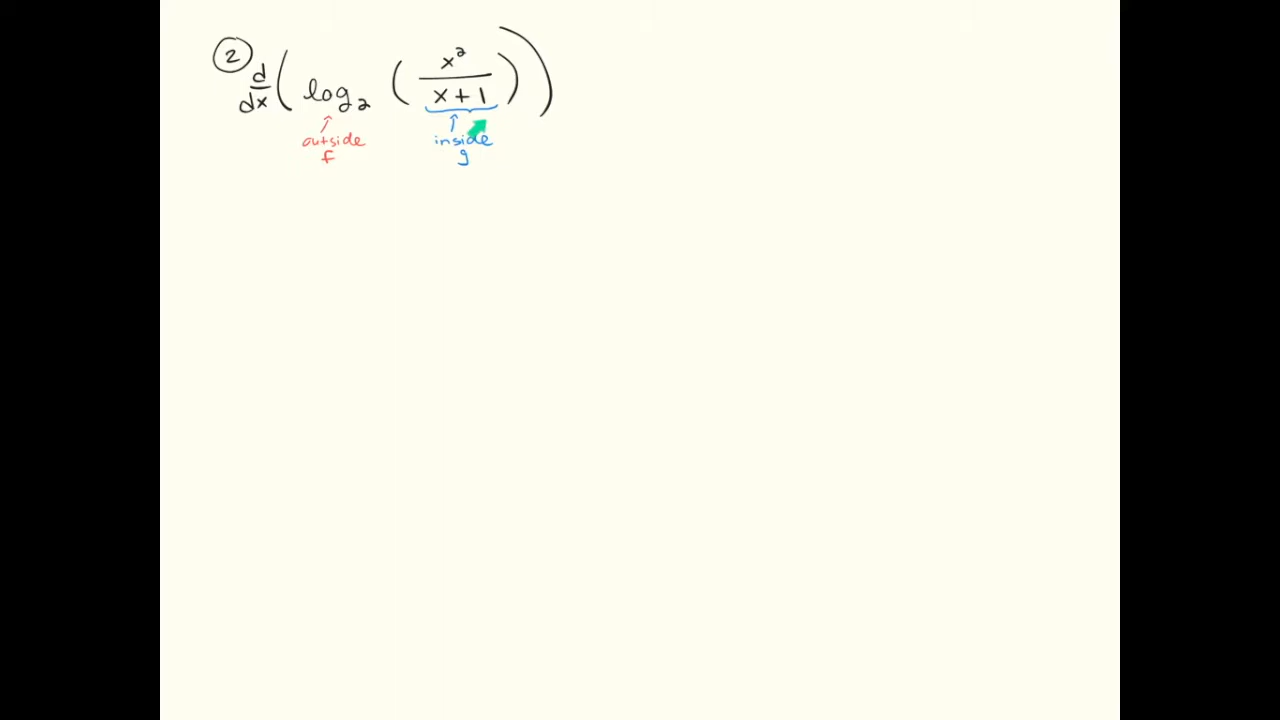 ② d/dx ( log₂ ( x² / x + 1 ) )
↑ ↑
outside inside
f g